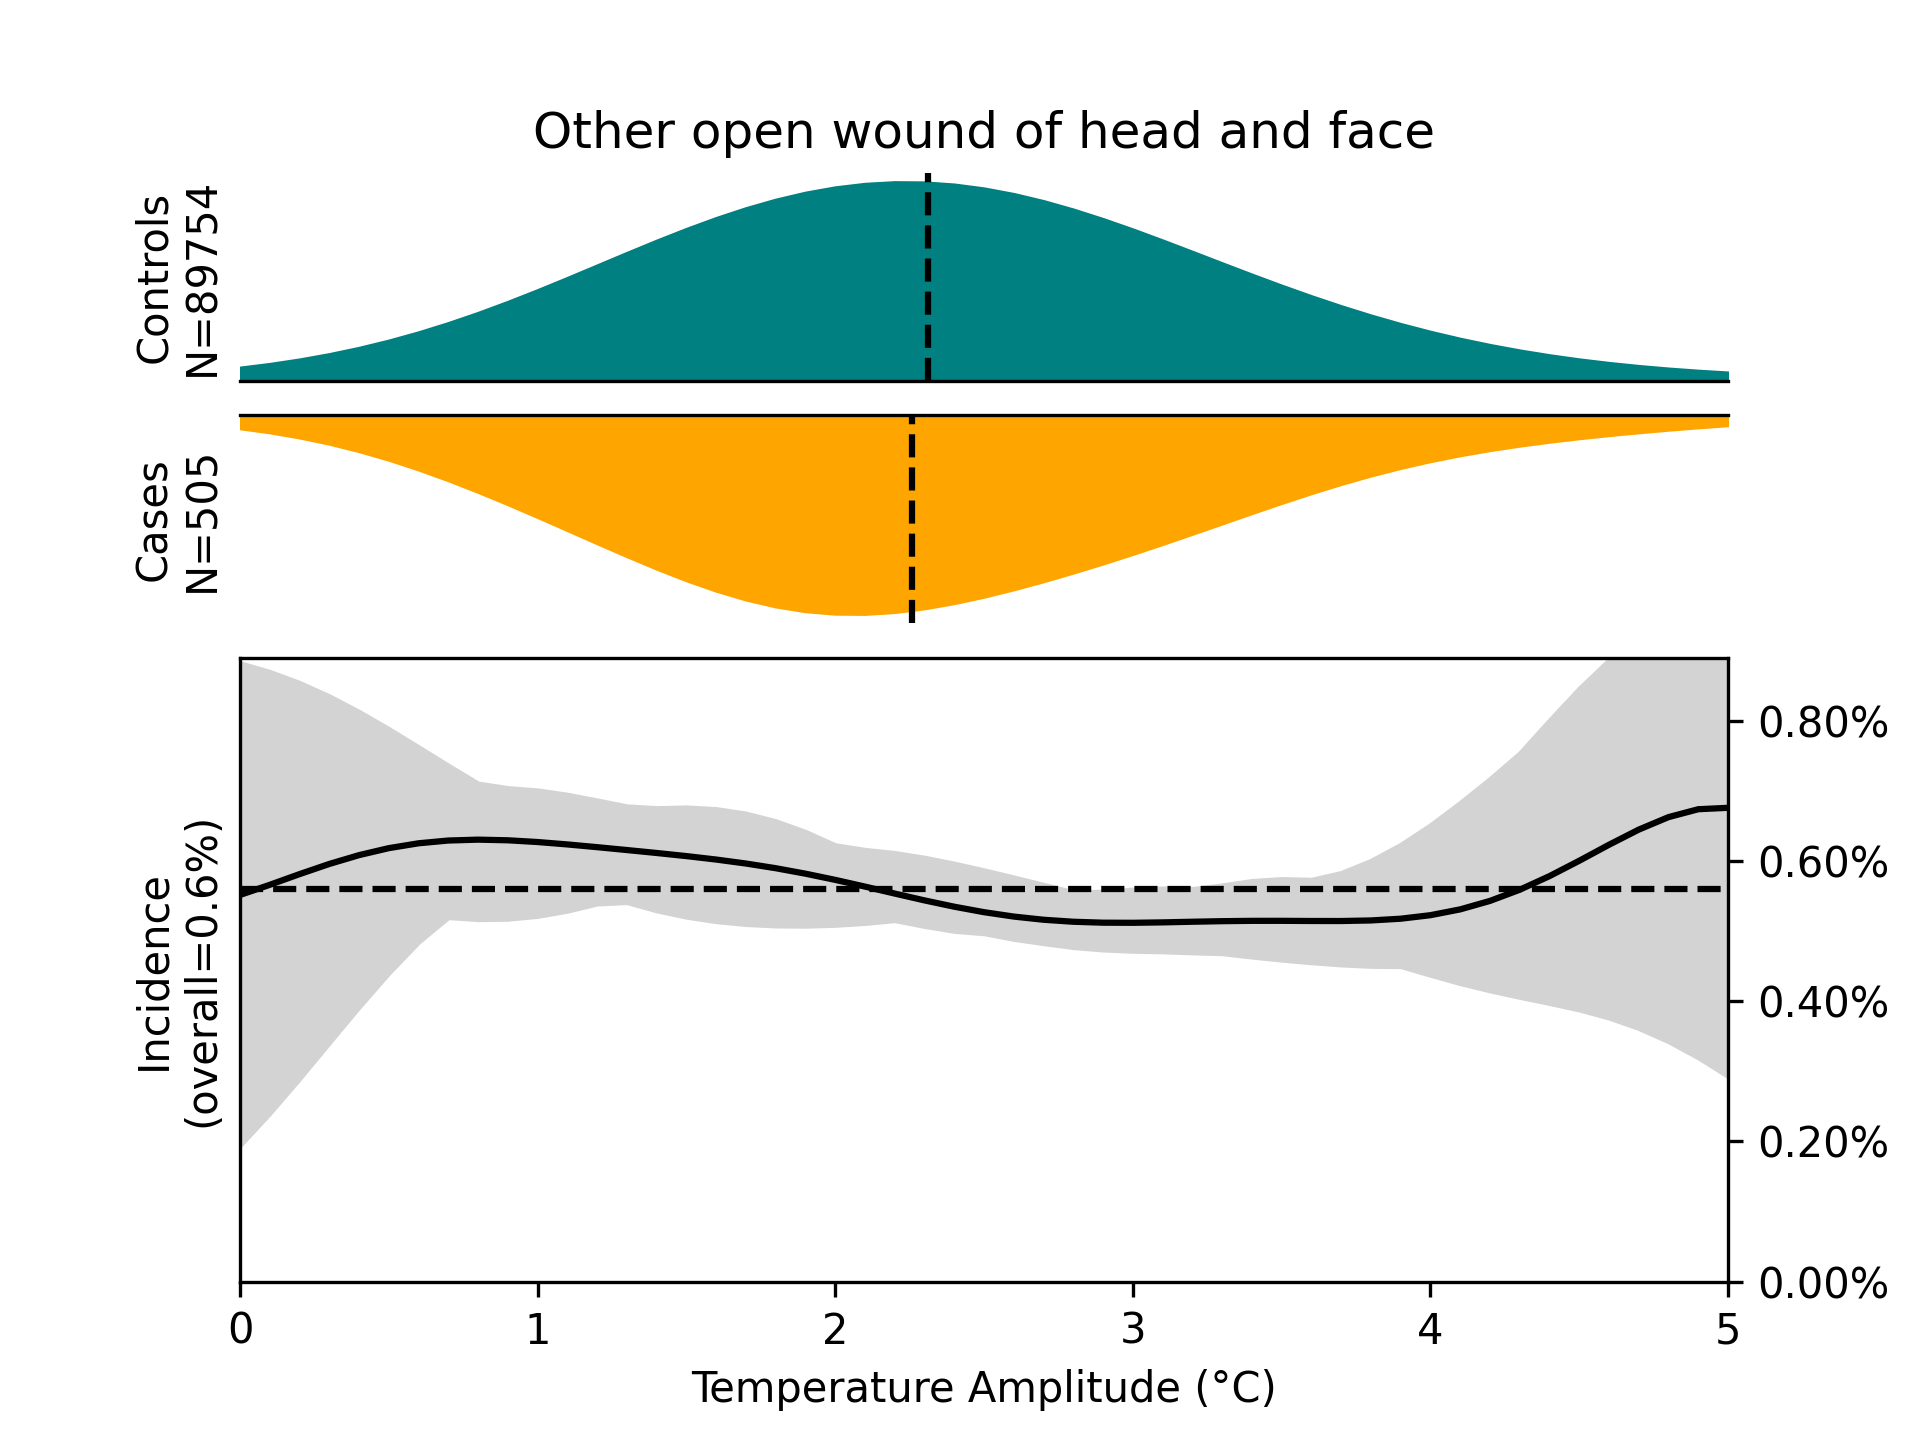 Other open wound of head and face
Controls
N=89754
Cases
N=505
Incidence
(overall=0.6%)
0.80%
0.60%
0.40%
0.20%
0.00%
0 1 2 3 4 5
Temperature Amplitude (°C)